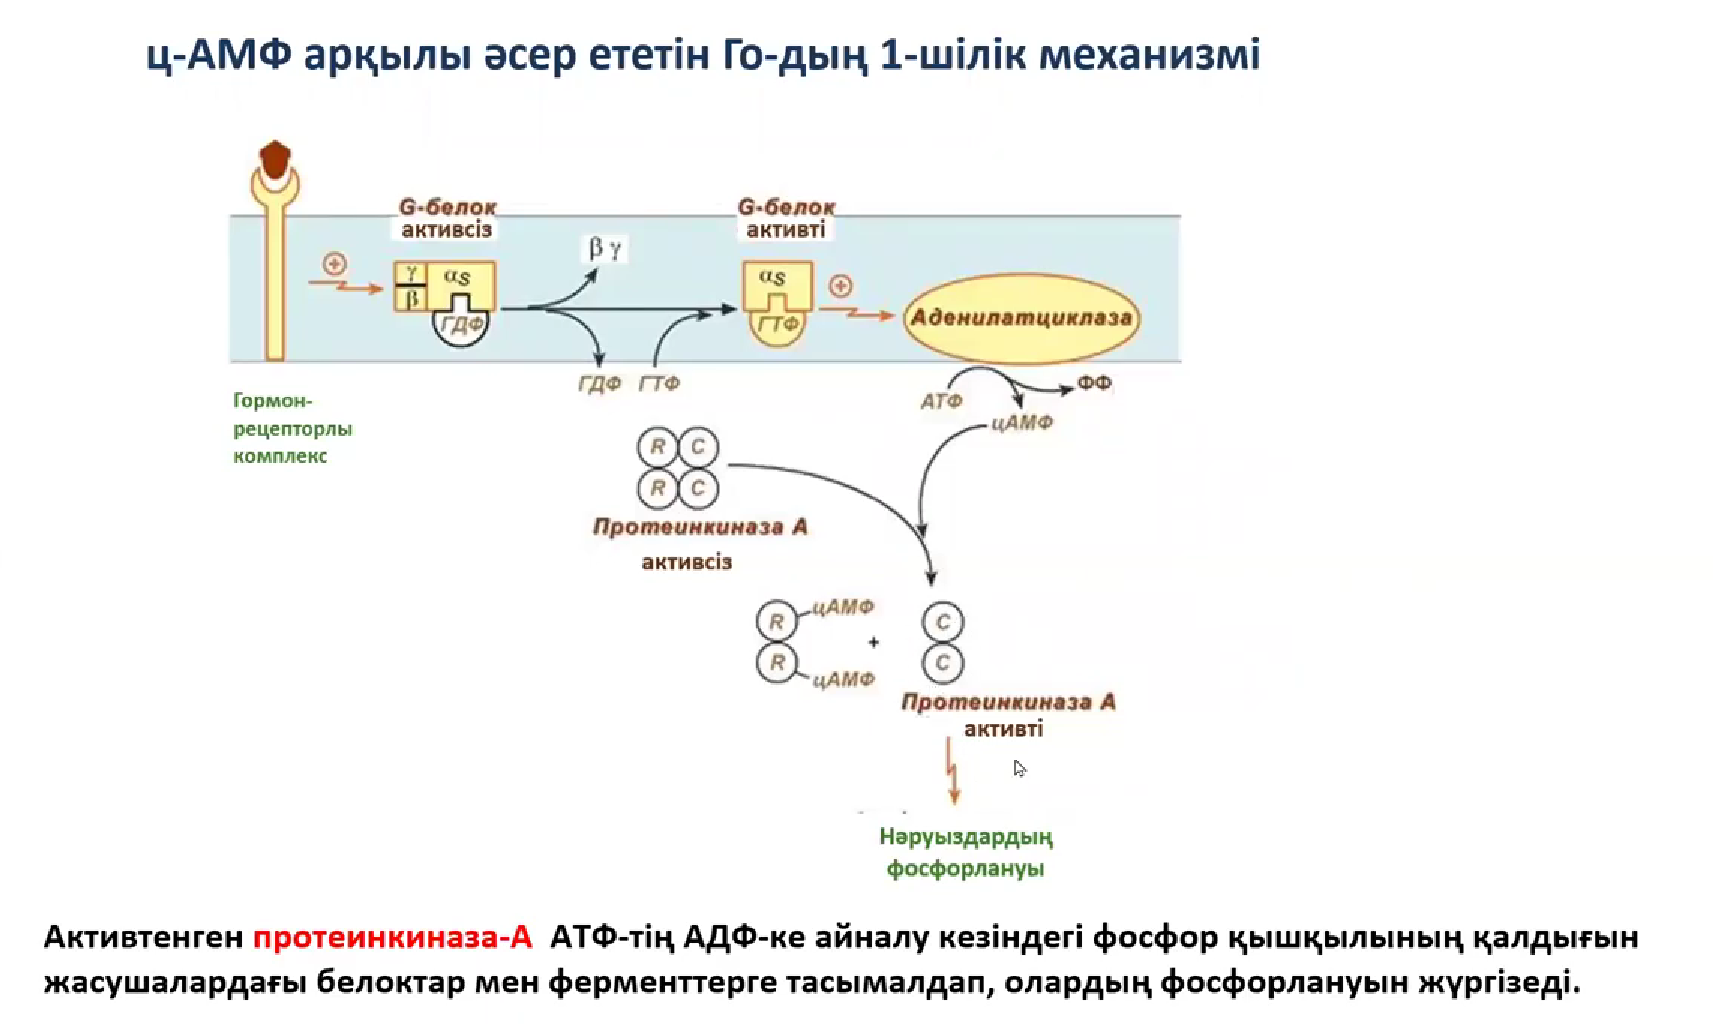 ц-АМФ арқылы әсер ететін Го-дың 1-шілік механизмі
G-белок
активсіз
G-белок
активті
β γ
γ
αs
β
ГДФ
αs
ГТФ
Аденилатциклаза
ГДФ ГТФ
АТФ
ФФ
цАМФ
Гормон-
рецепторлы
комплекс
R C
R C
Протеинкиназа А
активсіз
R
цАМФ
+
R
цАМФ
C
C
Протеинкиназа А
активті
Нәруыздардың
фосфорлануы
Активтенген протеинкиназа-А АТФ-тің АДФ-ке айналу кезіндегі фосфор қышқылының қалдығын
жасушалардағы белоктар мен ферменттерге тасымалдап, олардың фосфорлануын жүргізеді.